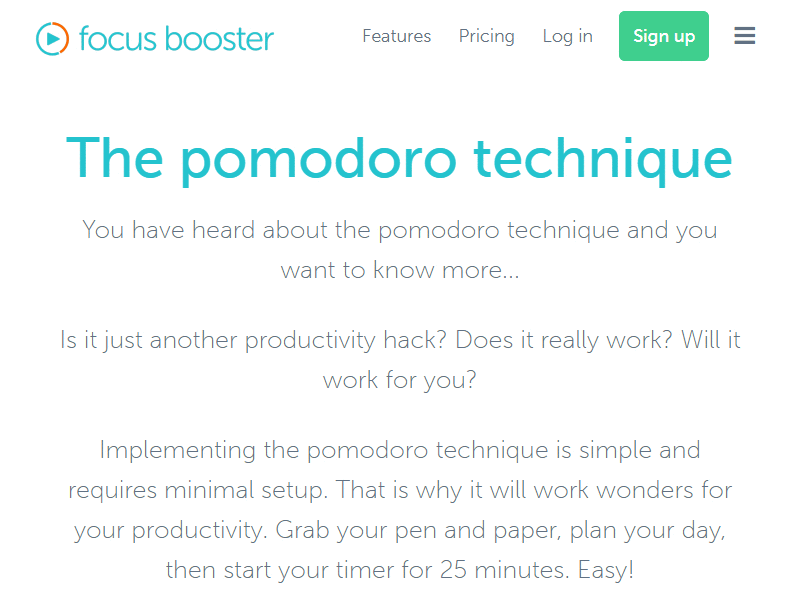 focus booster
Features
Pricing
Log in
Sign up
The pomodoro technique
You have heard about the pomodoro technique and you
want to know more...
Is it just another productivity hack? Does it really work? Will it
work for you?
Implementing the pomodoro technique is simple and
requires minimal setup. That is why it will work wonders for
your productivity. Grab your pen and paper, plan your day,
then start your timer for 25 minutes. Easy!